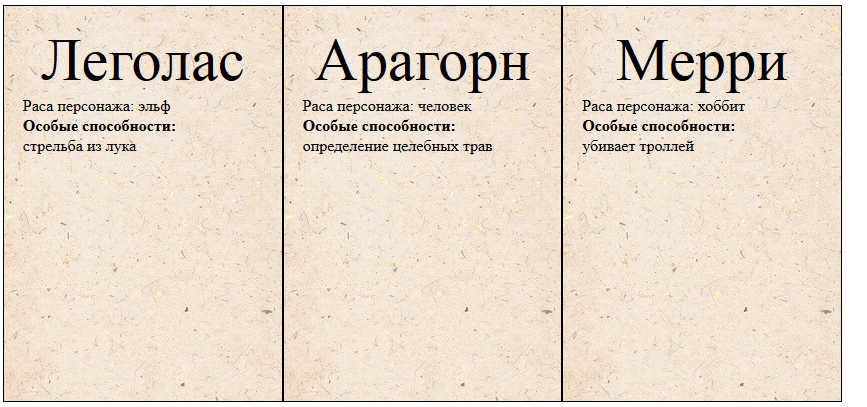 Леголас
Раса персонажа: эльф
Особые способности:
стрельба из лука
Арагорн
Раса персонажа: человек
Особые способности:
определение целебных трав
Мерри
Раса персонажа: хоббит
Особые способности:
убивает троллей